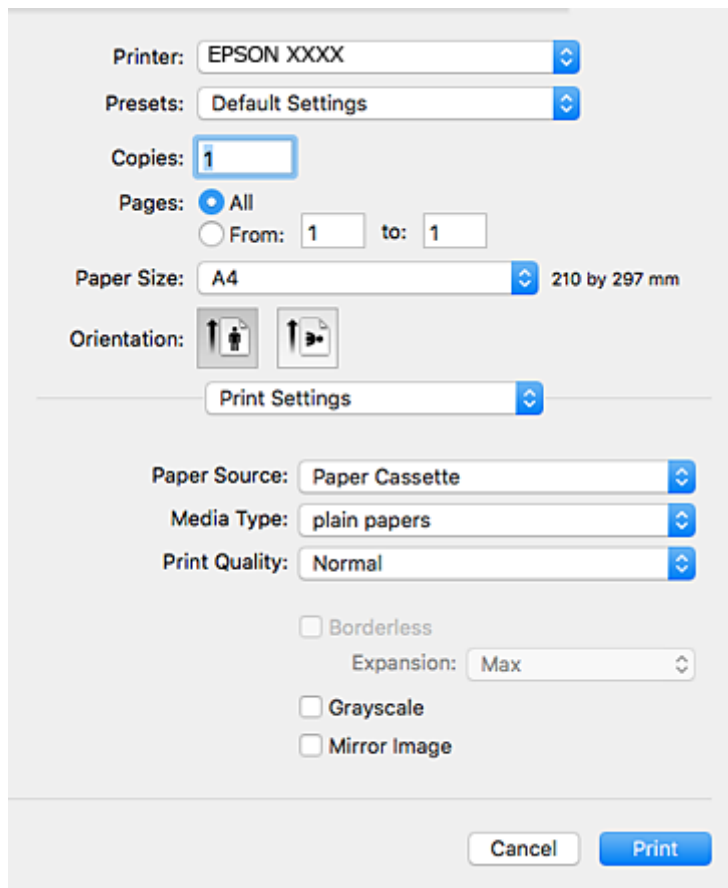 Printer: EPSON XXXX
Presets: Default Settings
Copies: 1
Pages: All
From: 1 to: 1
Paper Size: A4 210 by 297 mm
Orientation:
Print Settings
Paper Source: Paper Cassette
Media Type: plain papers
Print Quality: Normal
Borderless
Expansion: Max
Grayscale
Mirror Image
Cancel Print